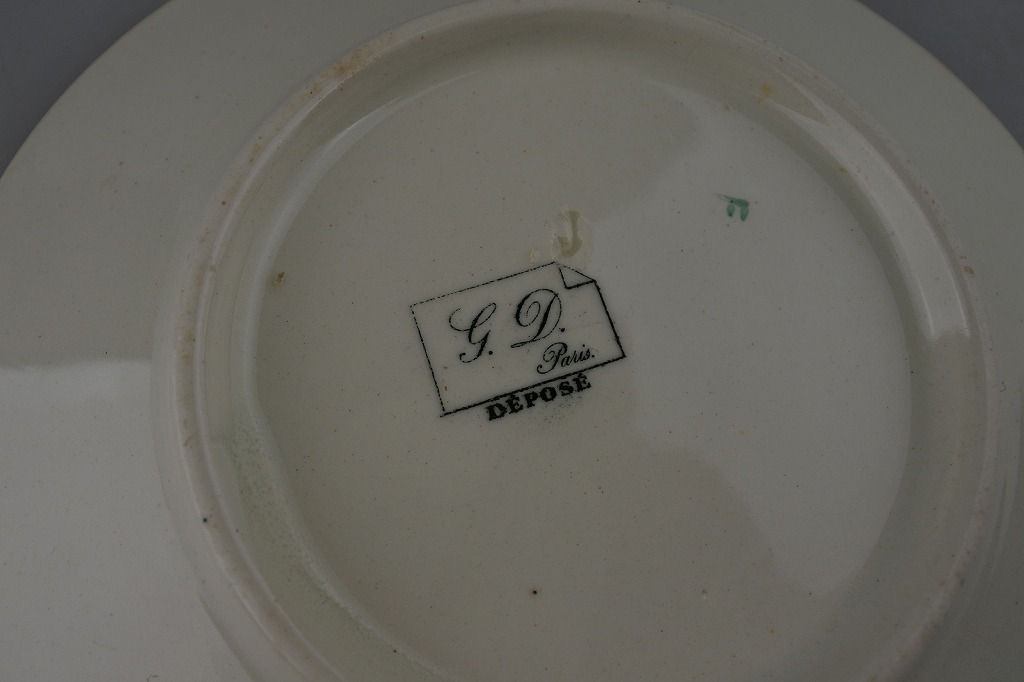 G. D.
Paris.
DÉPOSÉ